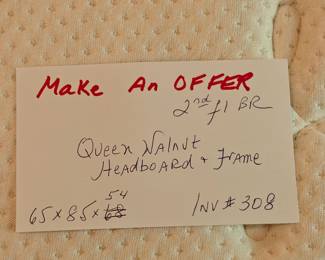 Make An OFFER
2nd fl BR
Queen Walnut
Headboard + Frame
54
65 x 85 x 68
Inv # 308